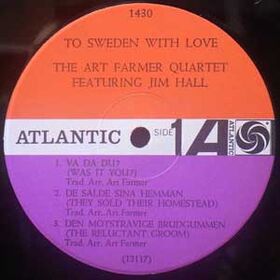 1430
TO SWEDEN WITH LOVE
THE ART FARMER QUARTET
FEATURING JIM HALL
ATLANTIC SIDE 1 A ATLANTIC
1. VA DA DU?
(WAS IT YOU?)
Trad. Arr. Art Farmer
2. DE SALDE SINA HEMMAN
(THEY SOLD THEIR HOMESTEAD)
Trad. Arr. Art Farmer
3. DEN MOTSTRAVIGE BRUDGUMMEN
(THE RELUCTANT GROOM)
Trad. Arr. Art Farmer
(13117)